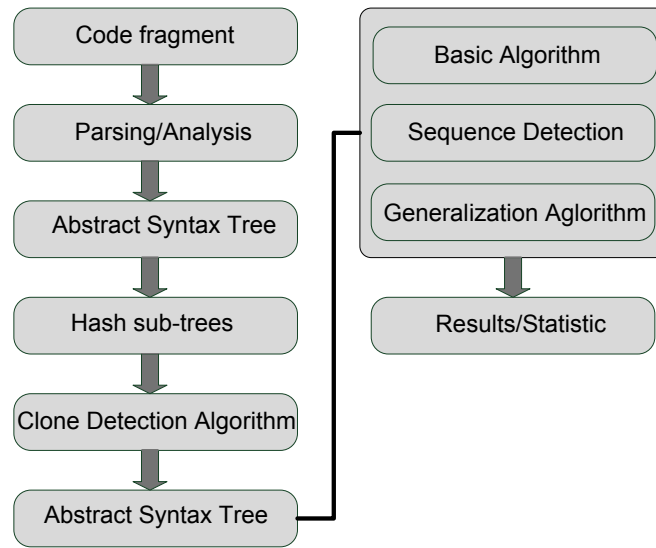 Code fragment
Parsing/Analysis
Abstract Syntax Tree
Hash sub-trees
Clone Detection Algorithm
Abstract Syntax Tree
Basic Algorithm
Sequence Detection
Generalization Aglorithm
Results/Statistic